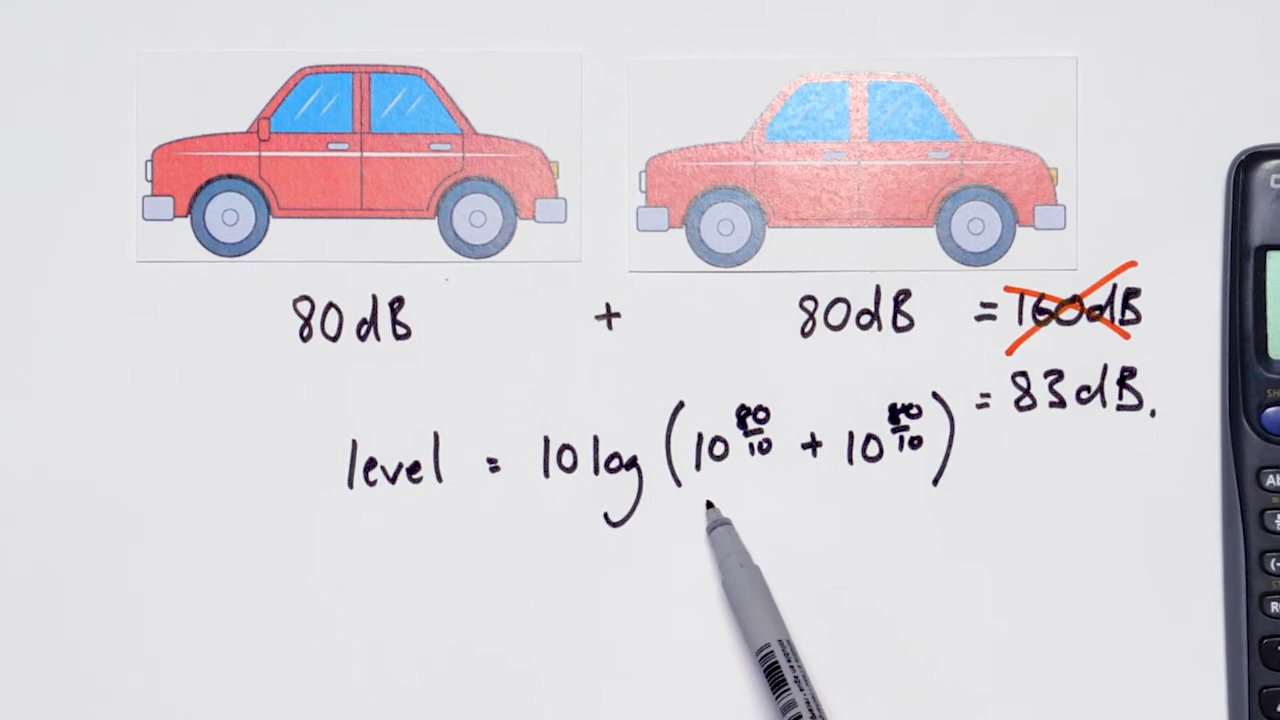 80 dB + 80 dB = 160 dB
= 83 dB.
level = 10 log (10^80/10 + 10^80/10)